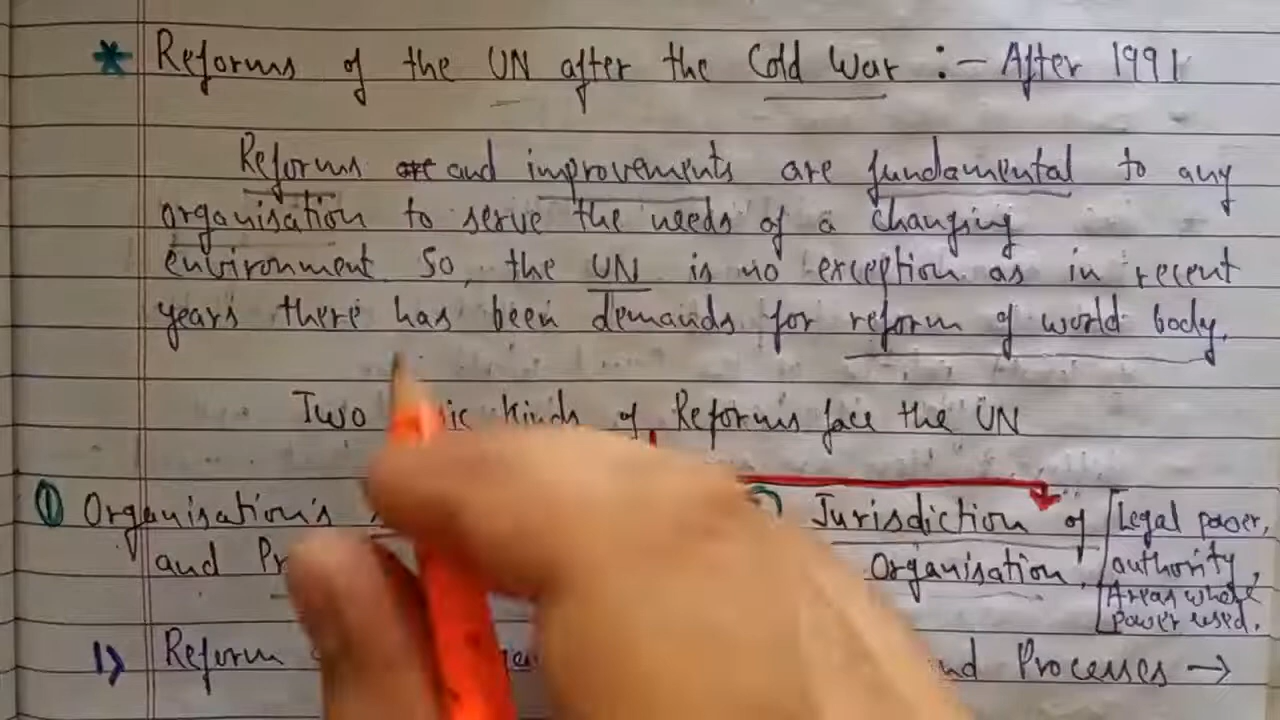 * Reforms of the UN after the Cold War :- After 1991
Reforms and improvements are fundamental to any
organisation to serve the needs of a changing
environment. So, the UN is no exception as in recent
years there has been demands for reform of world body.
Two Kinds of Reforms face the UN
① Organisation's Jurisdiction of [Legal power,
and Organisation, authority,
Areas where
power used.
1) Reform and Processes →